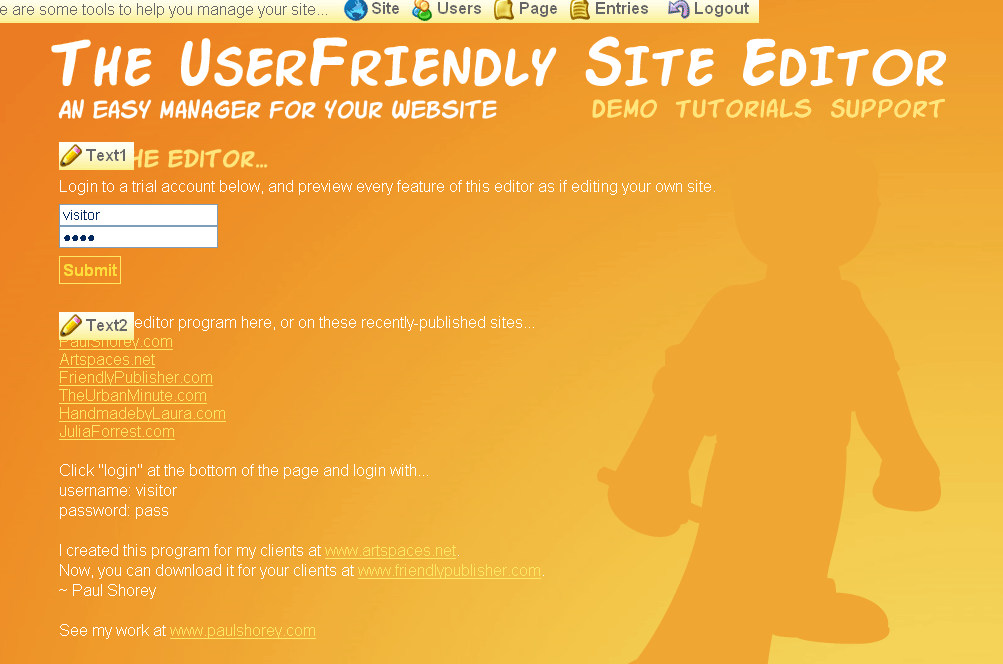 e are some tools to help you manage your site... Site Users Page Entries Logout
THE USERFRIENDLY SITE EDITOR
AN EASY MANAGER FOR YOUR WEBSITE DEMO TUTORIALS SUPPORT
Text1 HE EDITOR...
Login to a trial account below, and preview every feature of this editor as if editing your own site.
visitor
••••
Submit
Text2 editor program here, or on these recently-published sites...
PaulShorey.com
Artspaces.net
FriendlyPublisher.com
TheUrbanMinute.com
HandmadebyLaura.com
JuliaForrest.com
Click "login" at the bottom of the page and login with...
username: visitor
password: pass
I created this program for my clients at www.artspaces.net.
Now, you can download it for your clients at www.friendlypublisher.com.
~ Paul Shorey
See my work at www.paulshorey.com